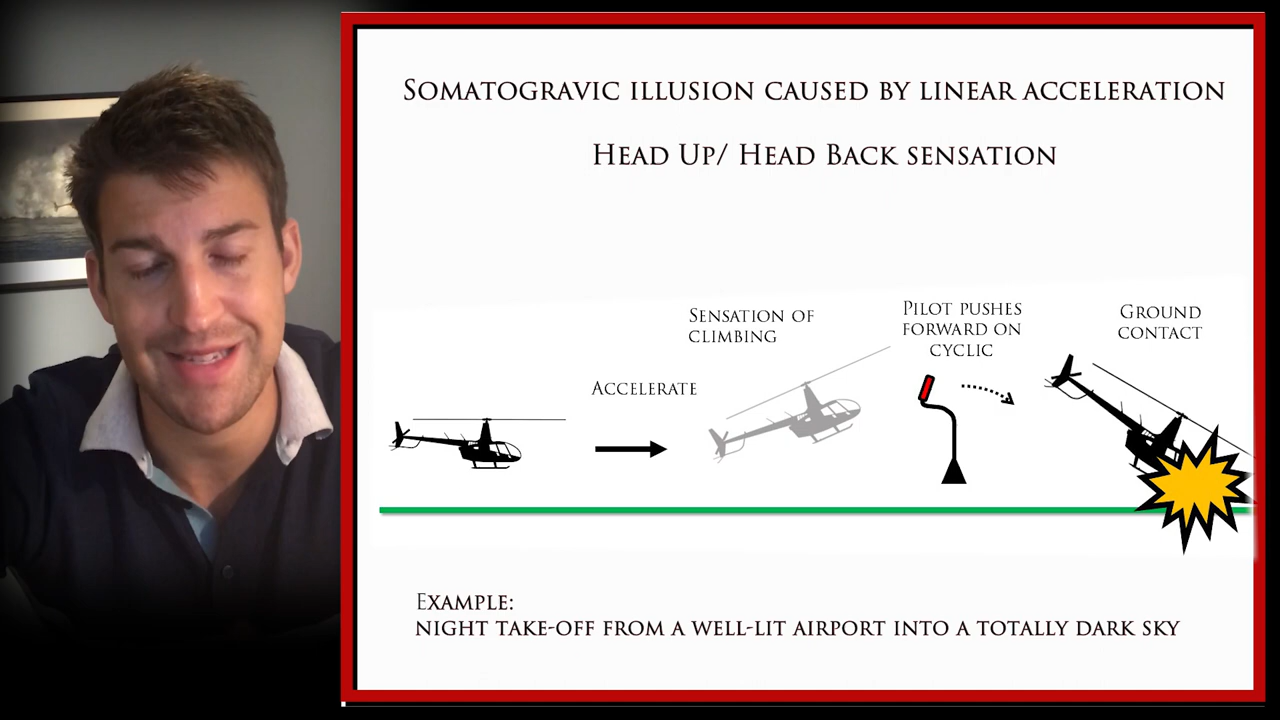 Somatogravic illusion caused by linear acceleration
Head Up/ Head Back sensation
Sensation of
climbing
Accelerate
Pilot pushes
forward on
cyclic
Ground
contact
Example:
night take-off from a well-lit airport into a totally dark sky